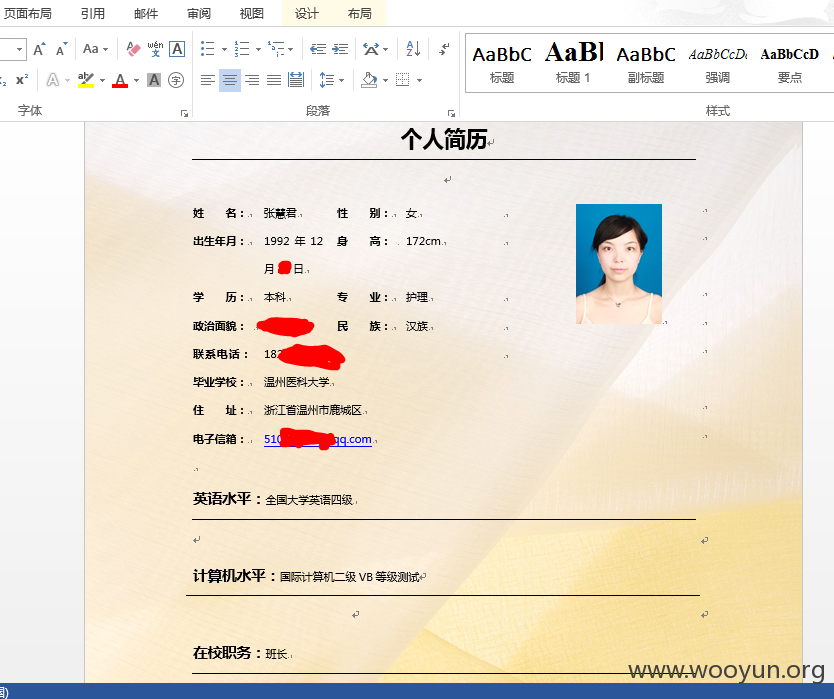 页面布局 引用 邮件 审阅 视图 设计 布局
Aa wén 文 A
x² A ab A A 字
AaBbC AaBl AaBbC AaBbCcD AaBbCcD
标题 标题 1 副标题 强调 要点
字体 段落 样式
个人简历
姓 名： 张慧君 性 别： 女
出生年月： 1992 年 12 身 高： 172cm
月 日
学 历： 本科 专 业： 护理
政治面貌： 民 族： 汉族
联系电话： 182
毕业学校： 温州医科大学
住 址： 浙江省温州市鹿城区
电子信箱： 510 qq.com
英语水平：全国大学英语四级
计算机水平：国际计算机二级 VB 等级测试
在校职务：班长
www.wooyun.org